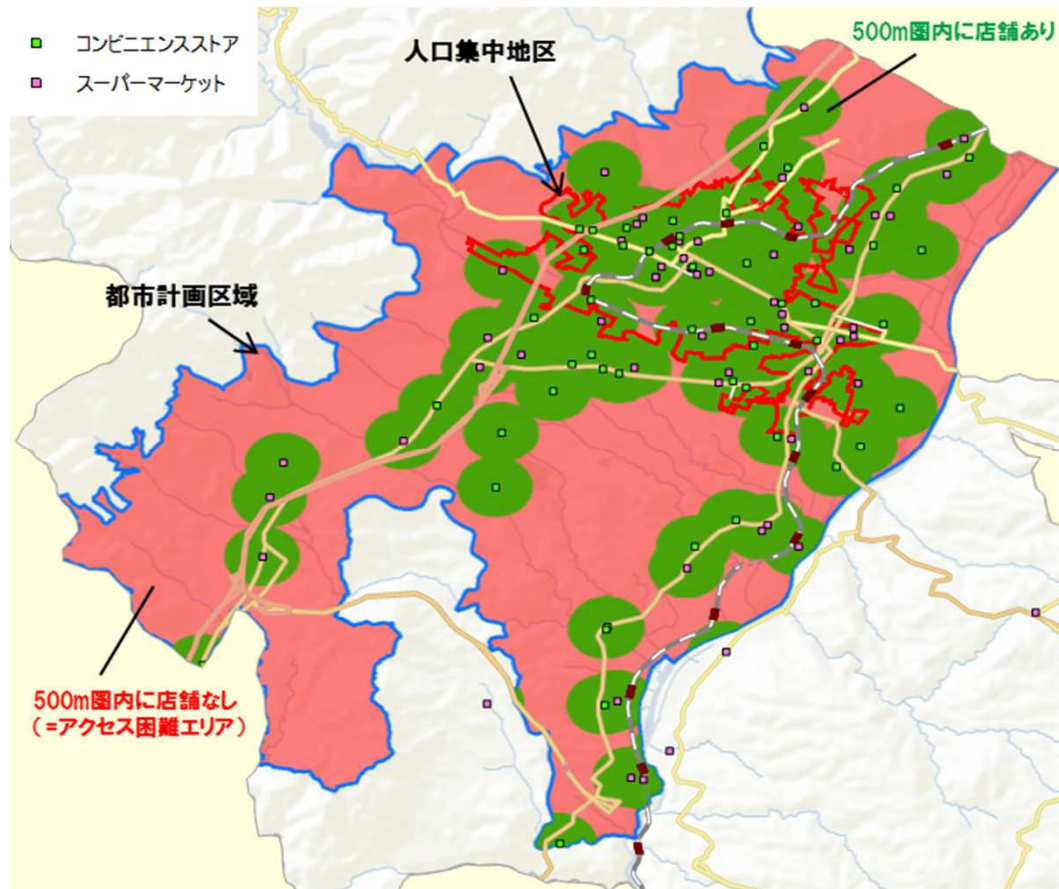 コンビニエンスストア
スーパーマーケット
人口集中地区
500m圏内に店舗あり
都市計画区域
500m圏内に店舗なし
(=アクセス困難エリア)